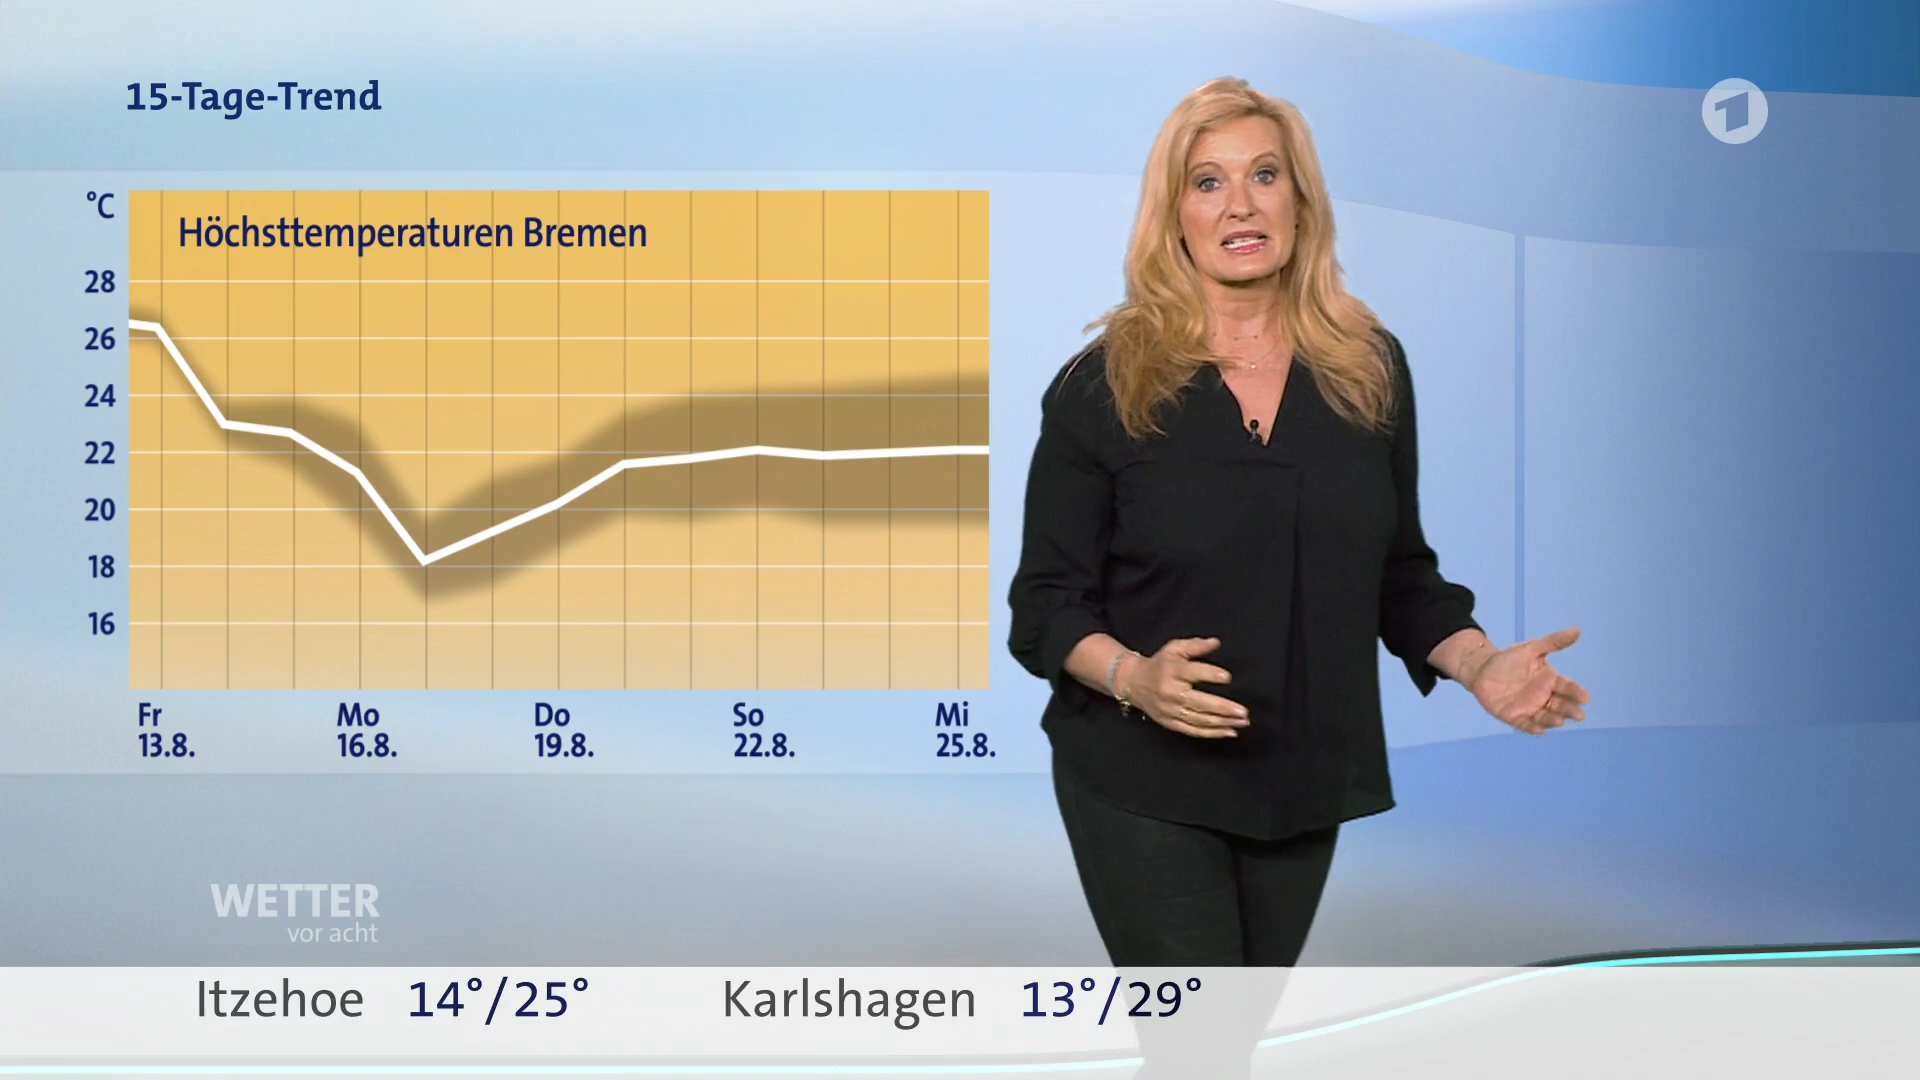 15-Tage-Trend
°C
Höchsttemperaturen Bremen
28
26
24
22
20
18
16
Fr Mo Do So Mi
13.8. 16.8. 19.8. 22.8. 25.8.
WETTER
vor acht
Itzehoe 14°/25° Karlshagen 13°/29°
1